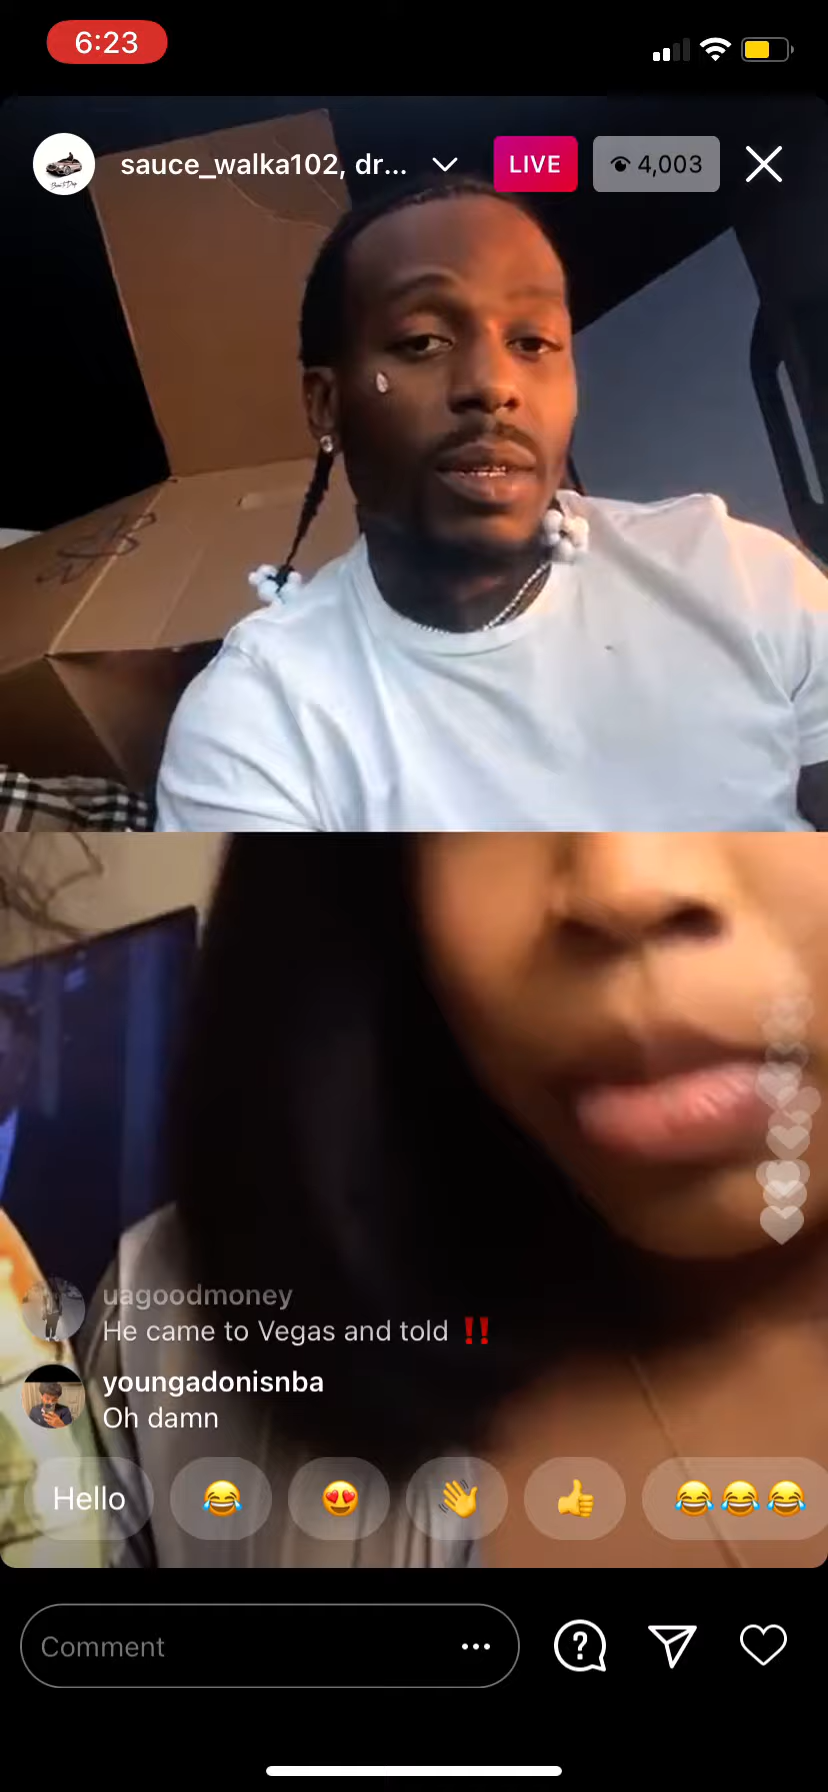 6:23
sauce_walka102, dr...
LIVE
4,003
uagoodmoney
He came to Vegas and told ‼️
youngadonisnba
Oh damn
Hello 😂 😍 👋 👍 😂😂😂
Comment